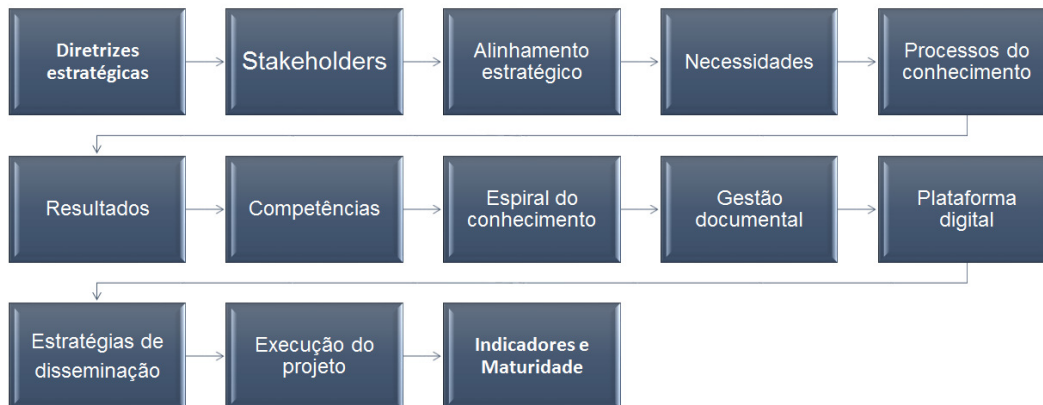 Diretrizes
estratégicas
Stakeholders
Alinhamento
estratégico
Necessidades
Processos do
conhecimento
Resultados
Competências
Espiral do
conhecimento
Gestão
documental
Plataforma
digital
Estratégias de
disseminação
Execução do
projeto
Indicadores e
Maturidade